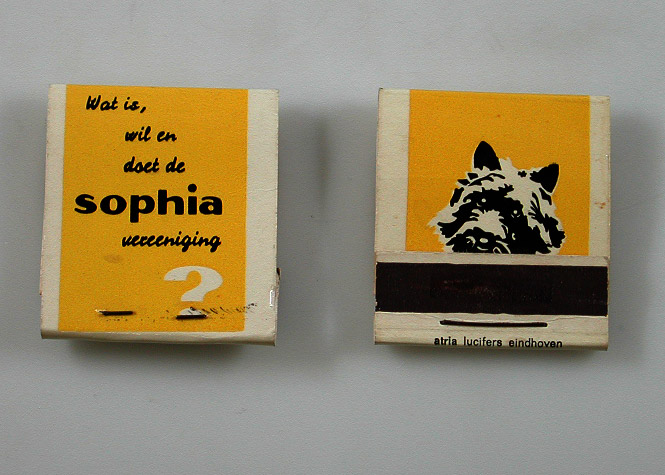 Wat is,
wil en
doet de
sophia
vereeniging
?
atria lucifers eindhoven